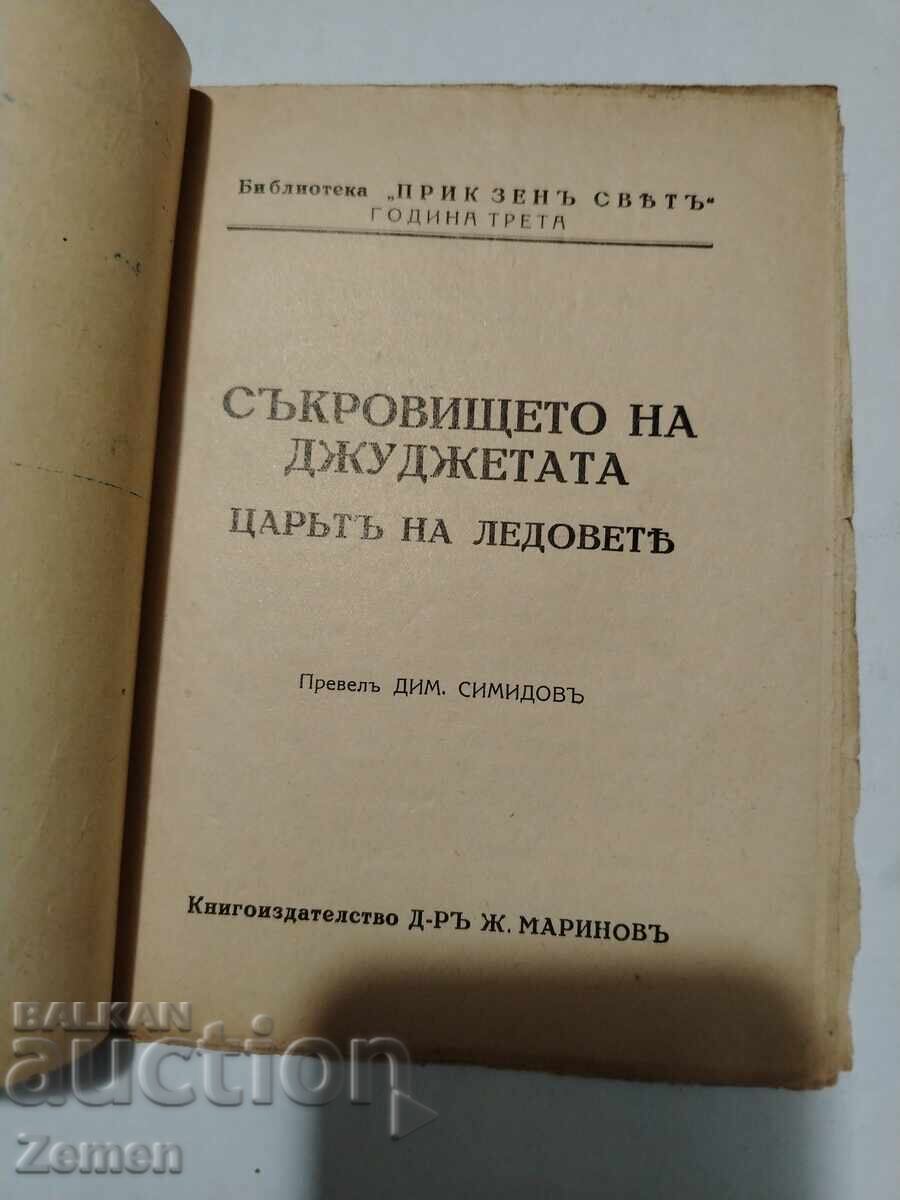 Библиотека „ПРИК ЗЕНЪ СВѢТЪ“
ГОДИНА ТРЕТА
СЪКРОВИЩЕТО НА
ДЖУДЖЕТАТА
ЦАРЬТЪ НА ЛЕДОВЕТѢ
Превелъ ДИМ. СИМИДОВЪ
Книгоиздателство Д-РЪ Ж. МАРИНОВЪ
BALKAN
auction
Zemen